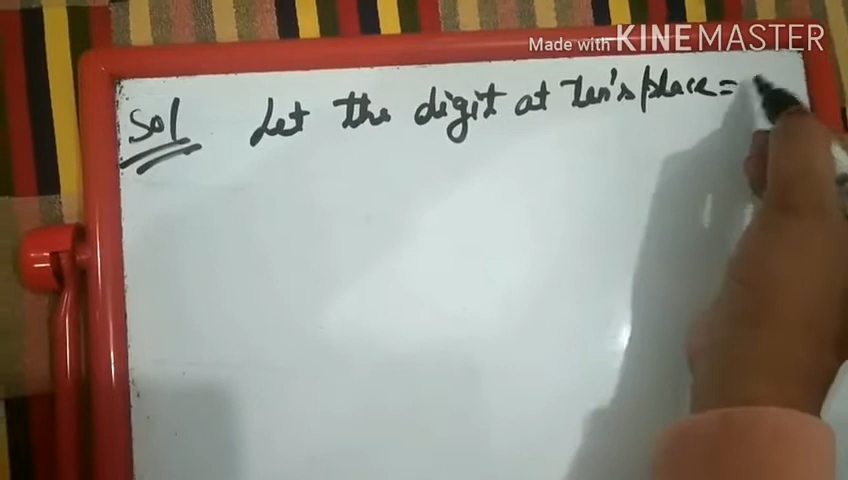 Made with KINEMASTER
Sol Let the digit at ten's place =